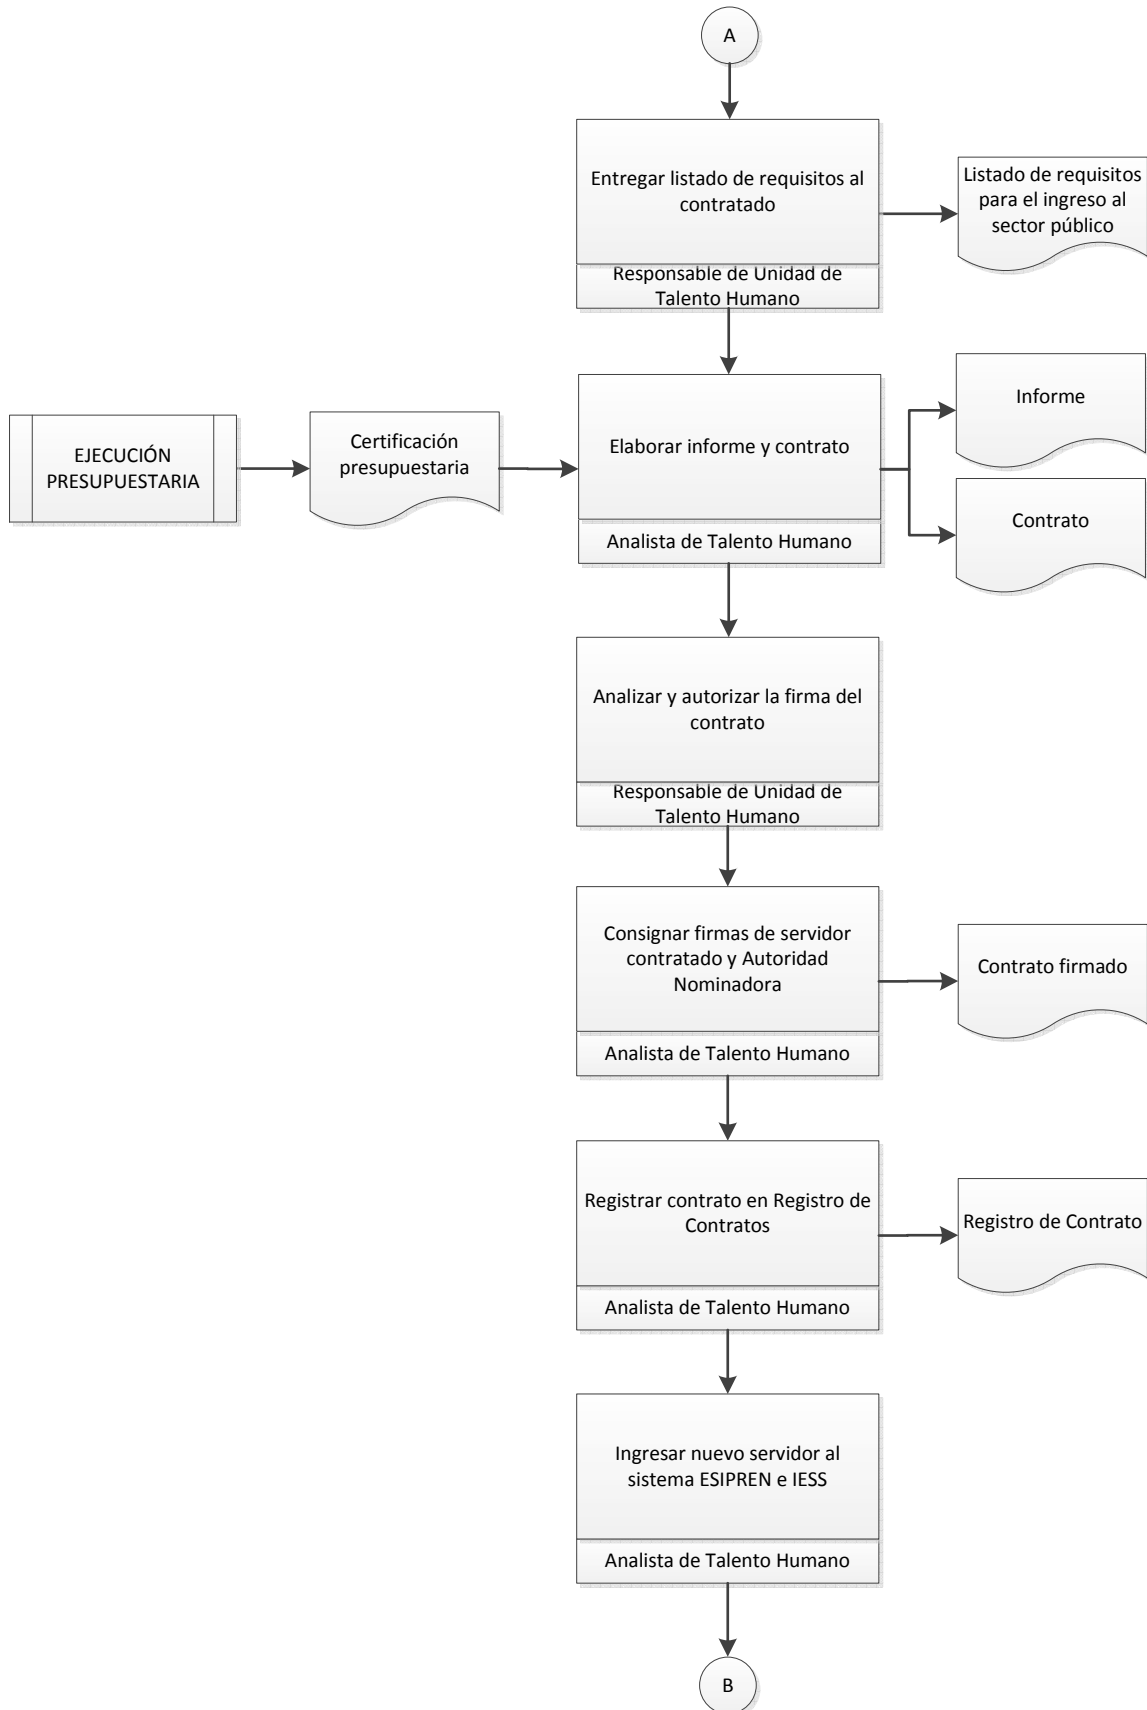 A
Entregar listado de requisitos al
contratado
Responsable de Unidad de
Talento Humano
Listado de requisitos
para el ingreso al
sector público
EJECUCIÓN
PRESUPUESTARIA
Certificación
presupuestaria
Elaborar informe y contrato
Analista de Talento Humano
Informe
Contrato
Analizar y autorizar la firma del
contrato
Responsable de Unidad de
Talento Humano
Consignar firmas de servidor
contratado y Autoridad
Nominadora
Analista de Talento Humano
Contrato firmado
Registrar contrato en Registro de
Contratos
Analista de Talento Humano
Registro de Contrato
Ingresar nuevo servidor al
sistema ESIPREN e IESS
Analista de Talento Humano
B